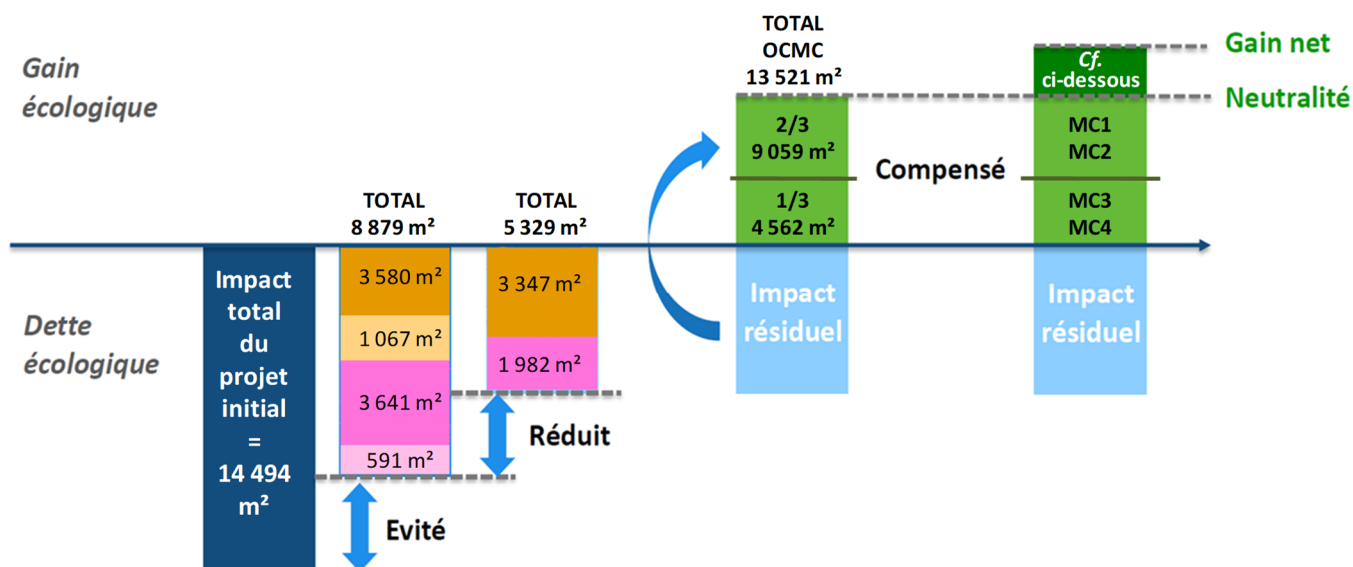 Gain
écologique
TOTAL
OCMC
13 521 m²
Cf.
ci-dessous
Gain net
Neutralité
2/3
9 059 m²
Compensé
MC1
MC2
TOTAL
8 879 m²
TOTAL
5 329 m²
1/3
4 562 m²
MC3
MC4
Dette
écologique
Impact
total
du
projet
initial
=
14 494
m²
3 580 m²
1 067 m²
3 641 m²
591 m²
3 347 m²
1 982 m²
Réduit
Evité
Impact
résiduel
Impact
résiduel